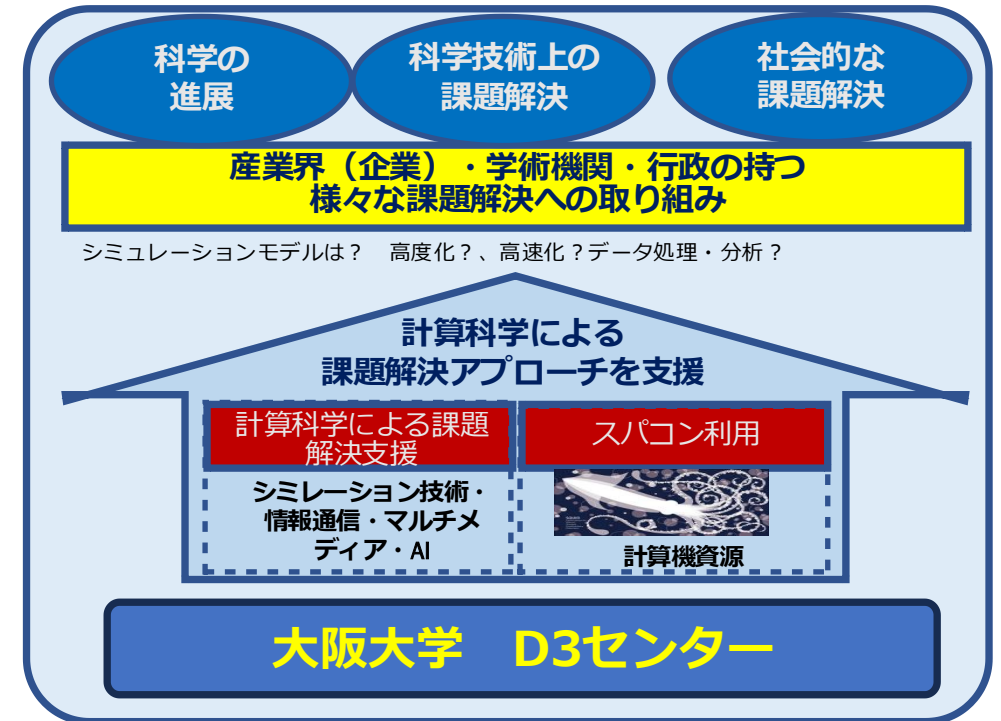 科学の
進展
科学技術上の
課題解決
社会的な
課題解決
産業界（企業）・学術機関・行政の持つ
様々な課題解決への取り組み
シミュレーションモデルは？　高度化？、高速化？データ処理・分析？
計算科学による
課題解決アプローチを支援
計算科学による課題
解決支援
スパコン利用
シミレーション技術・
情報通信・マルチメ
ディア・AI
計算機資源
大阪大学　D3センター